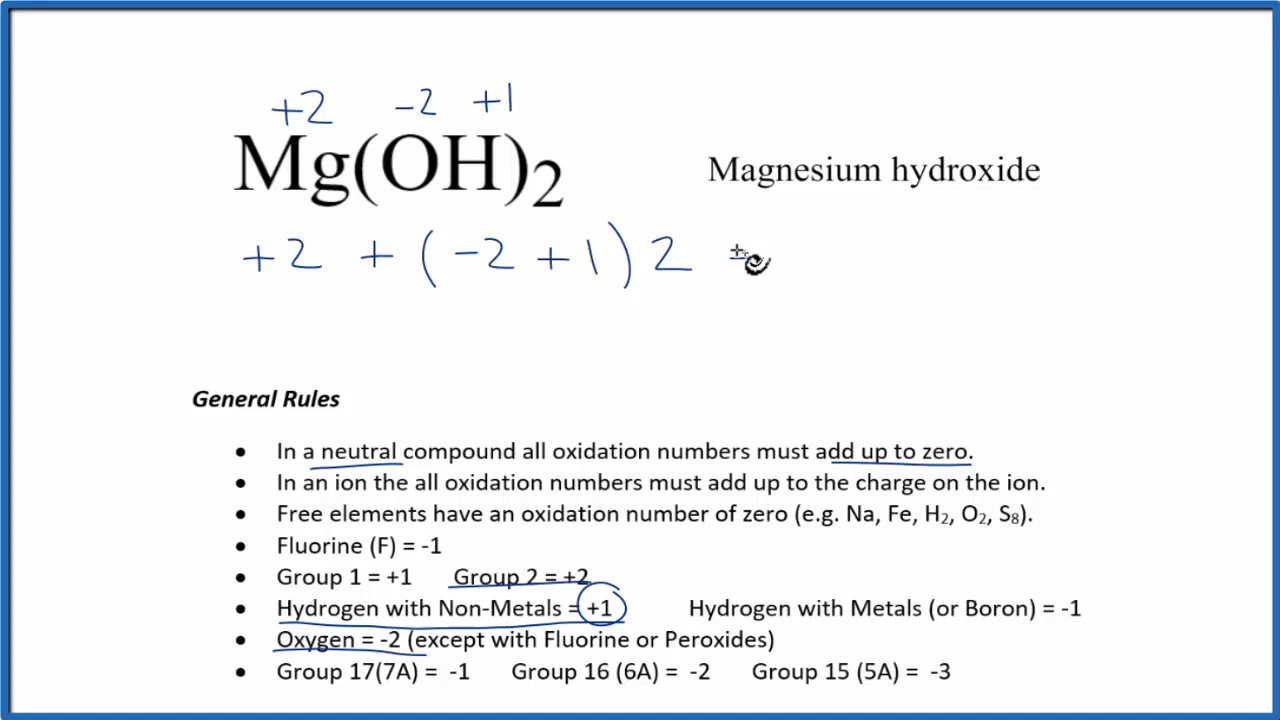 +2 -2 +1
Mg(OH)₂ Magnesium hydroxide
+2 + (-2 +1) 2
General Rules
• In a neutral compound all oxidation numbers must add up to zero.
• In an ion the all oxidation numbers must add up to the charge on the ion.
• Free elements have an oxidation number of zero (e.g. Na, Fe, H₂, O₂, S₈).
• Fluorine (F) = -1
• Group 1 = +1 Group 2 = +2
• Hydrogen with Non-Metals = +1 Hydrogen with Metals (or Boron) = -1
• Oxygen = -2 (except with Fluorine or Peroxides)
• Group 17(7A) = -1 Group 16 (6A) = -2 Group 15 (5A) = -3